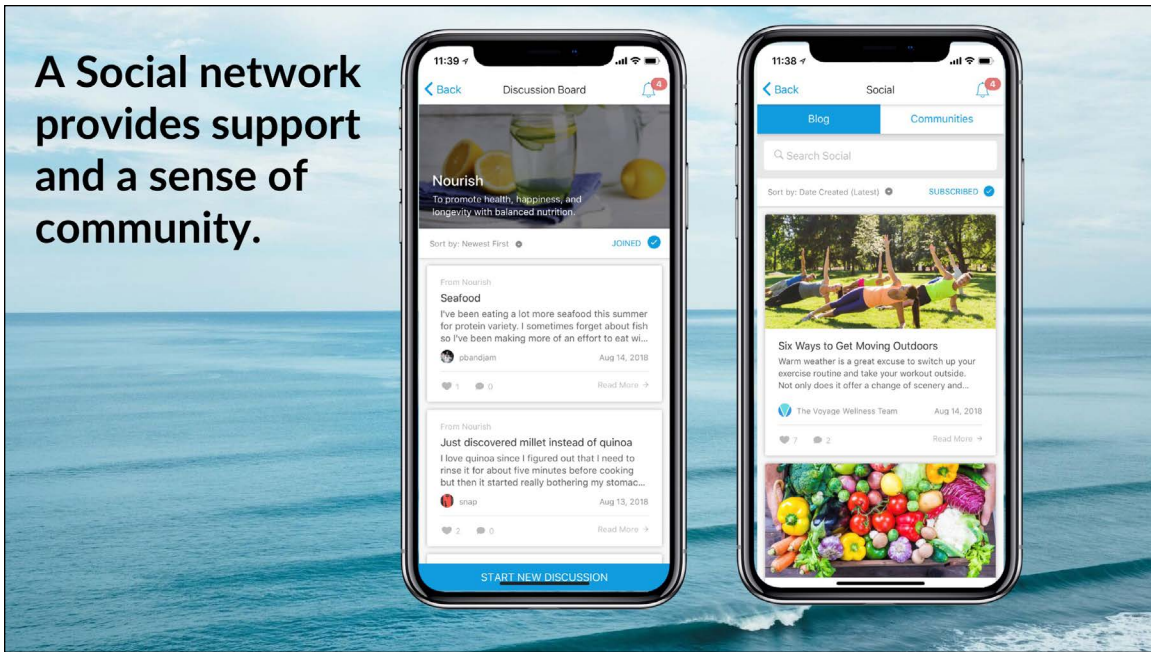 A Social network
provides support
and a sense of
community.
11:39
Back
Discussion Board
4
Nourish
To promote health, happiness, and
longevity with balanced nutrition.
Sort by: Newest First
JOINED
From Nourish
Seafood
I've been eating a lot more seafood this summer
for protein variety. I sometimes forget about fish
so I've been making more of an effort to eat wi...
pbandjam
Aug 14, 2018
1
0
Read More →
From Nourish
Just discovered millet instead of quinoa
I love quinoa since I figured out that I need to
rinse it for about five minutes before cooking
but then it started really bothering my stomac...
snap
Aug 13, 2018
2
0
Read More →
START NEW DISCUSSION
11:38
Back
Social
4
Blog
Communities
Search Social
Sort by: Date Created (Latest)
SUBSCRIBED
Six Ways to Get Moving Outdoors
Warm weather is a great excuse to switch up your
exercise routine and take your workout outside.
Not only does it offer a change of scenery and...
The Voyage Wellness Team
Aug 14, 2018
7
2
Read More →